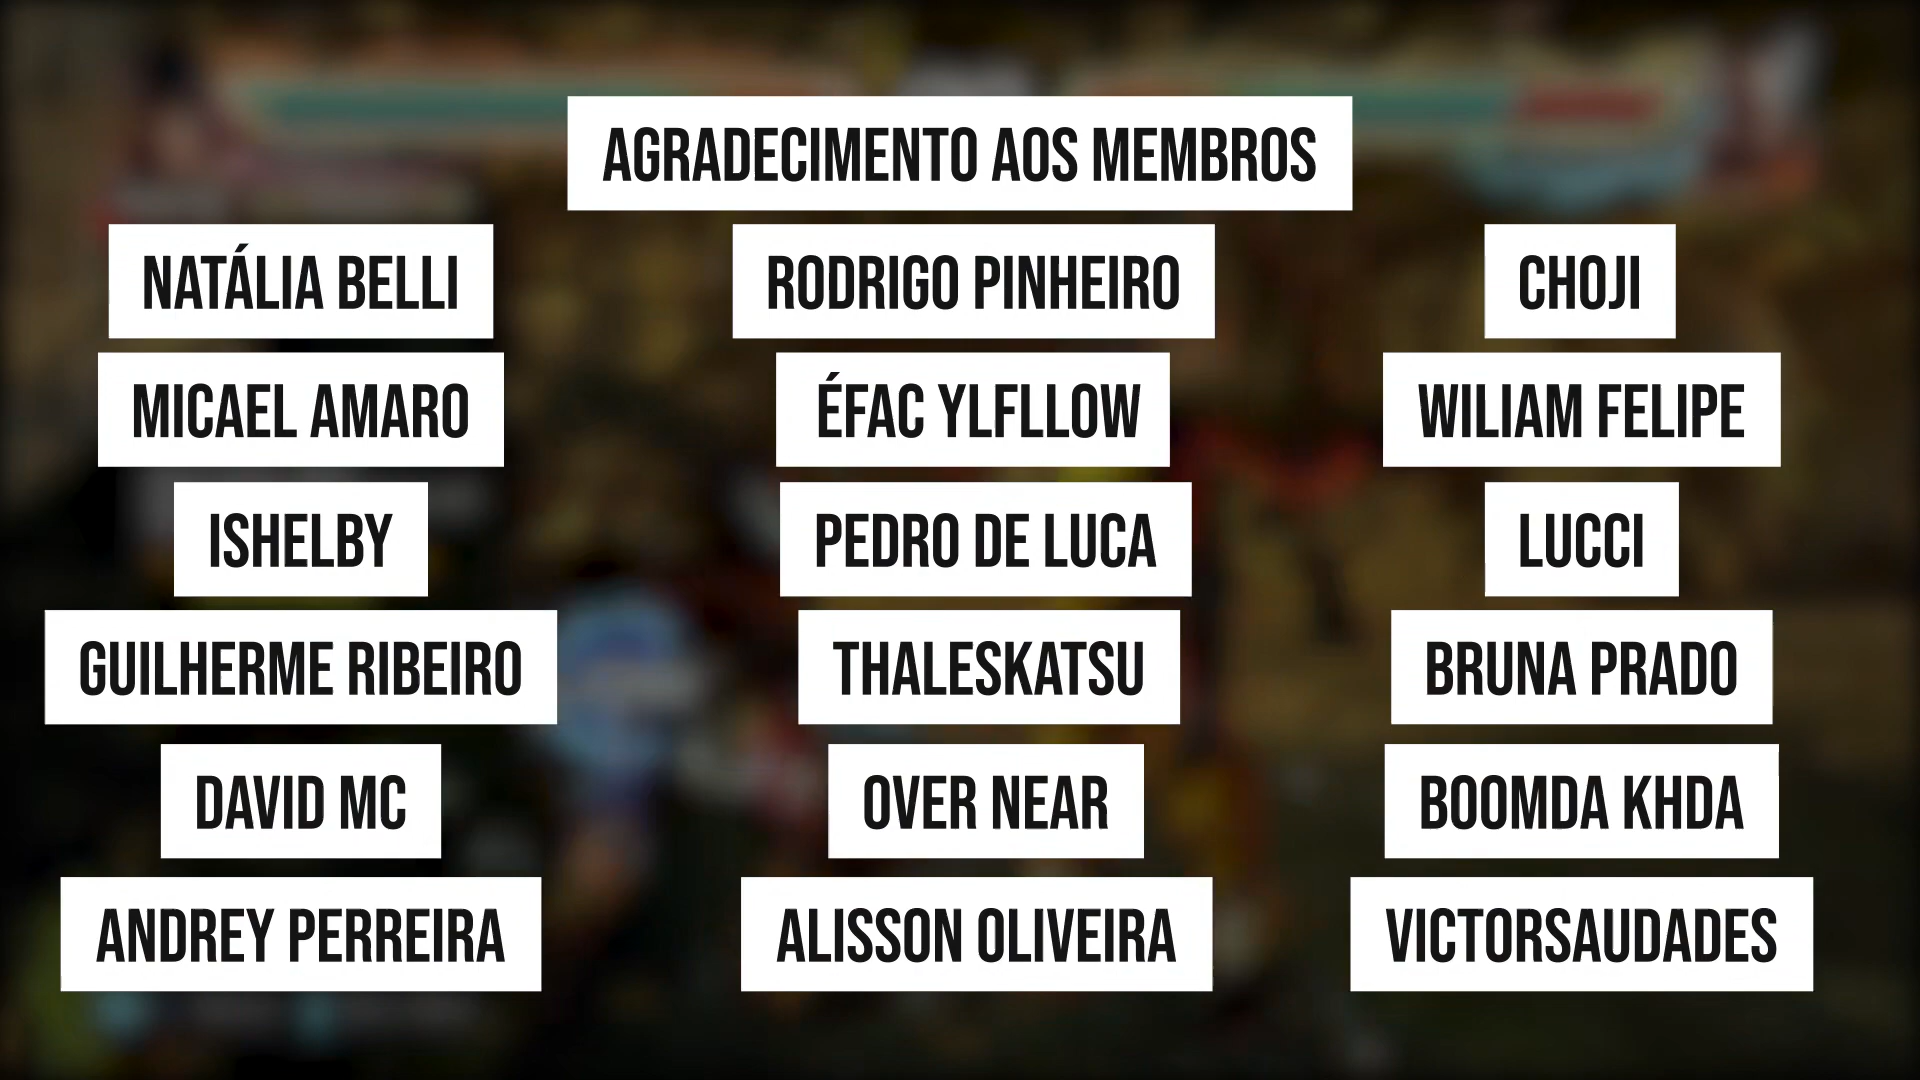 AGRADECIMENTO AOS MEMBROS
NATÁLIA BELLI
RODRIGO PINHEIRO
CHOJI
MICAEL AMARO
ÉFAC YLFLLOW
WILIAM FELIPE
ISHELBY
PEDRO DE LUCA
LUCCI
GUILHERME RIBEIRO
THALESKATSU
BRUNA PRADO
DAVID MC
OVER NEAR
BOOMDA KHDA
ANDREY PERREIRA
ALISSON OLIVEIRA
VICTORSAUDADES